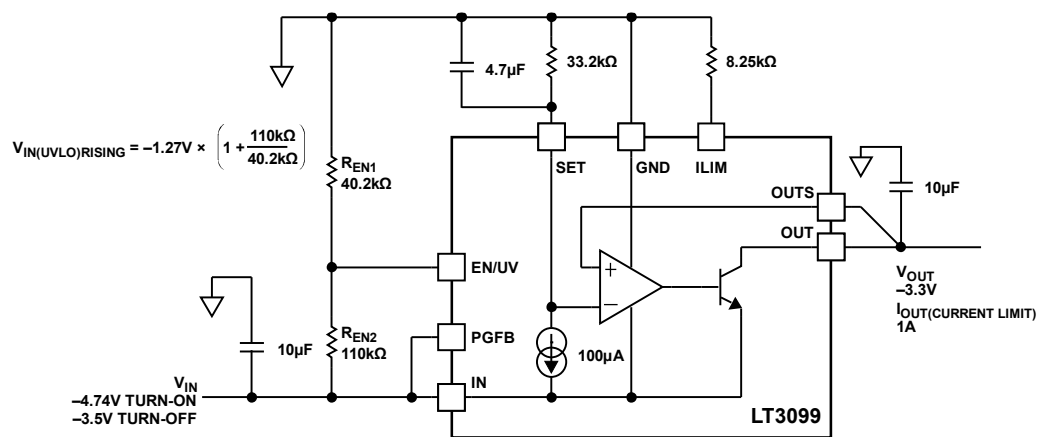 4.7µF
33.2kΩ
8.25kΩ
V_IN(UVLO)RISING = –1.27V × (1 + 110kΩ/40.2kΩ)
R_EN1
40.2kΩ
SET
GND
ILIM
OUTS
10µF
OUT
EN/UV
+
–
V_OUT
–3.3V
I_OUT(CURRENT LIMIT)
1A
10µF
R_EN2
110kΩ
PGFB
100µA
V_IN
–4.74V TURN-ON
–3.5V TURN-OFF
IN
LT3099